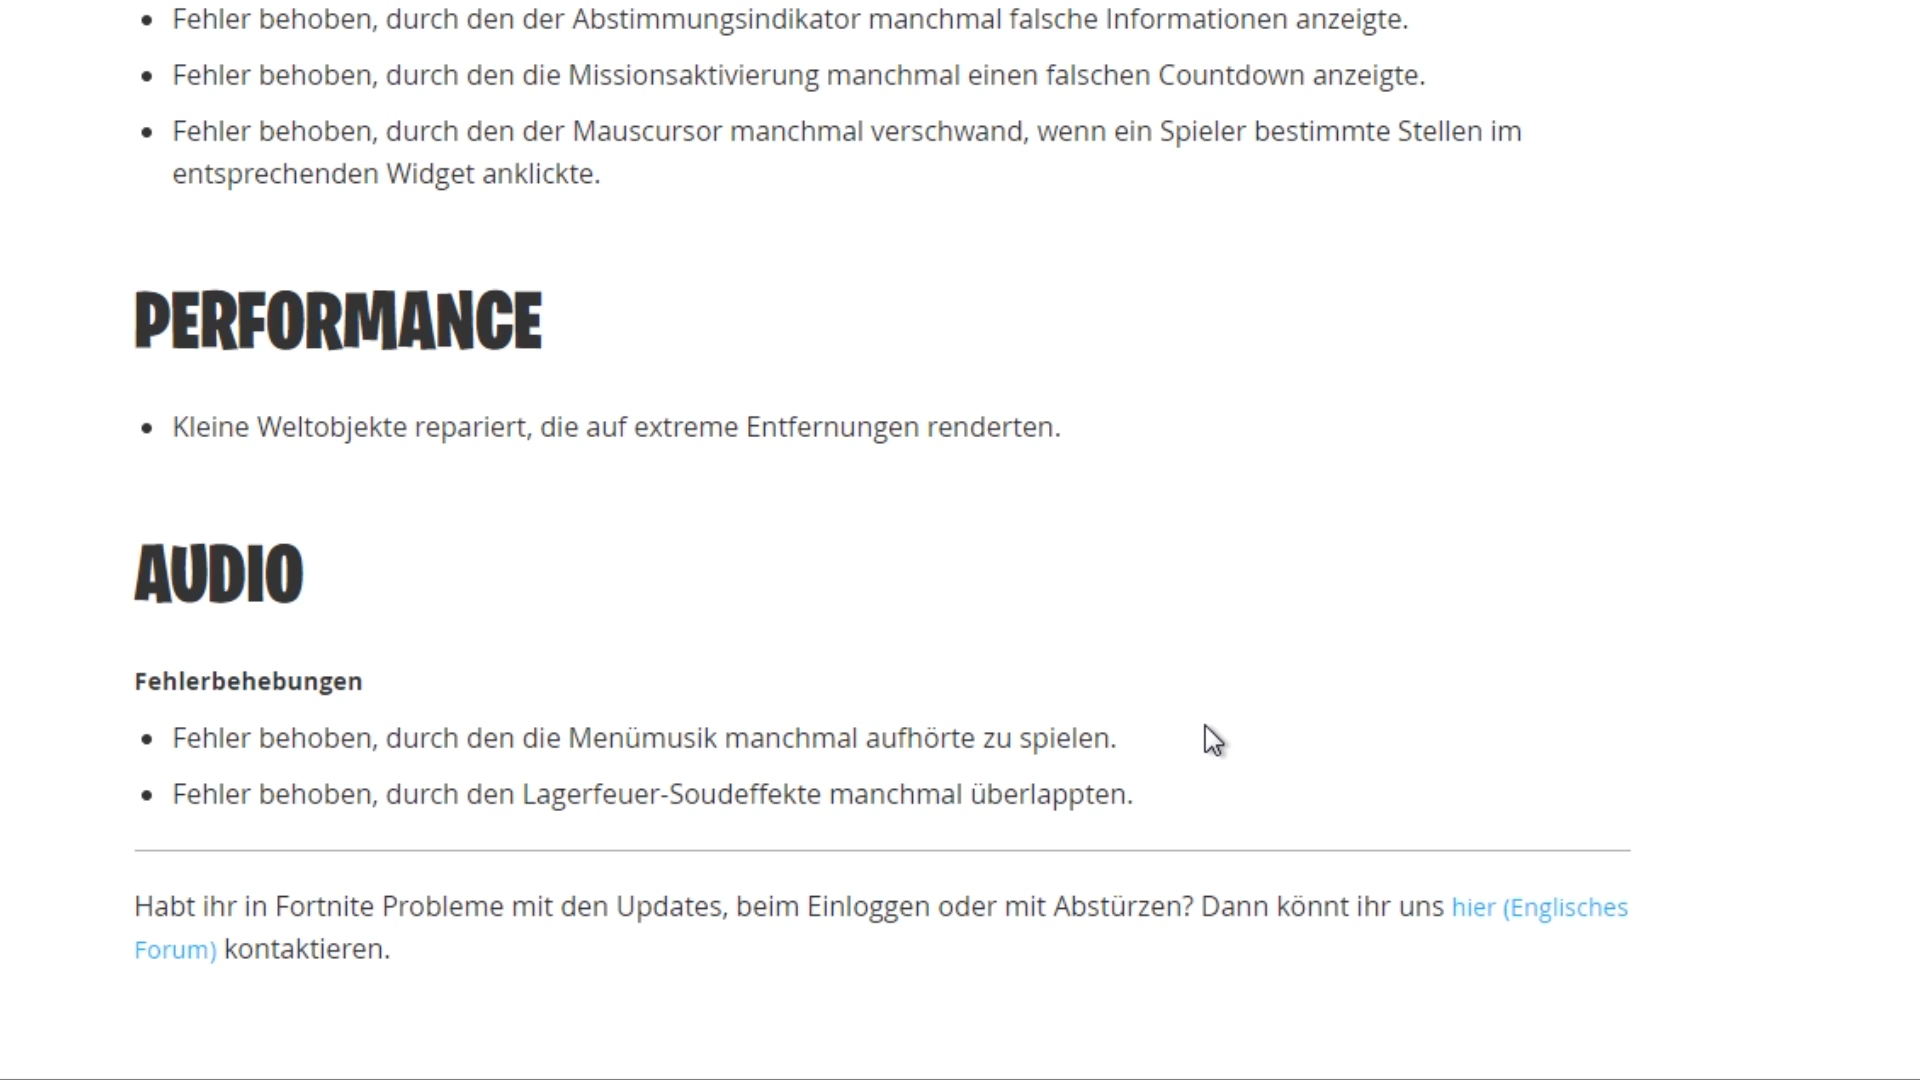 Fehler behoben, durch den der Abstimmungsindikator manchmal falsche Informationen anzeigte.
Fehler behoben, durch den die Missionsaktivierung manchmal einen falschen Countdown anzeigte.
Fehler behoben, durch den der Mauscursor manchmal verschwand, wenn ein Spieler bestimmte Stellen im
entsprechenden Widget anklickte.
PERFORMANCE
Kleine Weltobjekte repariert, die auf extreme Entfernungen renderten.
AUDIO
Fehlerbehebungen
Fehler behoben, durch den die Menümusik manchmal aufhörte zu spielen.
Fehler behoben, durch den Lagerfeuer-Soudeffekte manchmal überlappten.
Habt ihr in Fortnite Probleme mit den Updates, beim Einloggen oder mit Abstürzen? Dann könnt ihr uns hier (Englisches
Forum) kontaktieren.